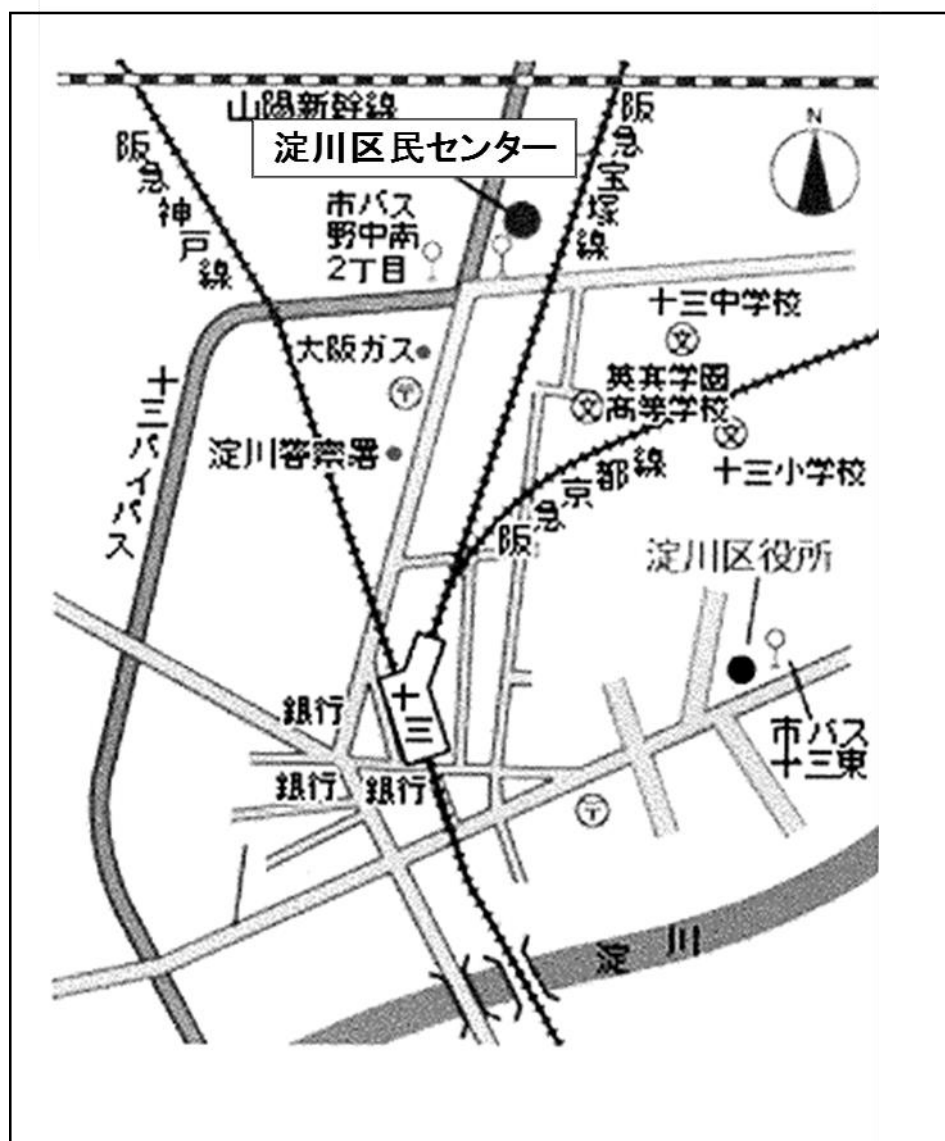 山陽新幹線
淀川区民センター
阪急神戸線
阪急宝塚線
N
市バス
野中南
2丁目
十三中学校
大阪ガス
英真学園
高等学校
十三バイパス
淀川警察署
十三小学校
阪急京都線
淀川区役所
十三
銀行
銀行
銀行
市バス
十三東
淀川